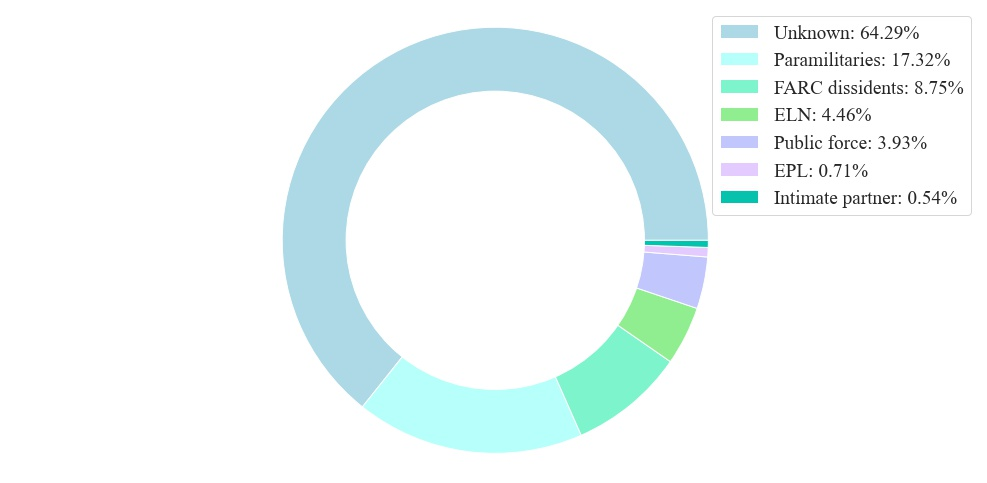 Unknown: 64.29%
Paramilitaries: 17.32%
FARC dissidents: 8.75%
ELN: 4.46%
Public force: 3.93%
EPL: 0.71%
Intimate partner: 0.54%